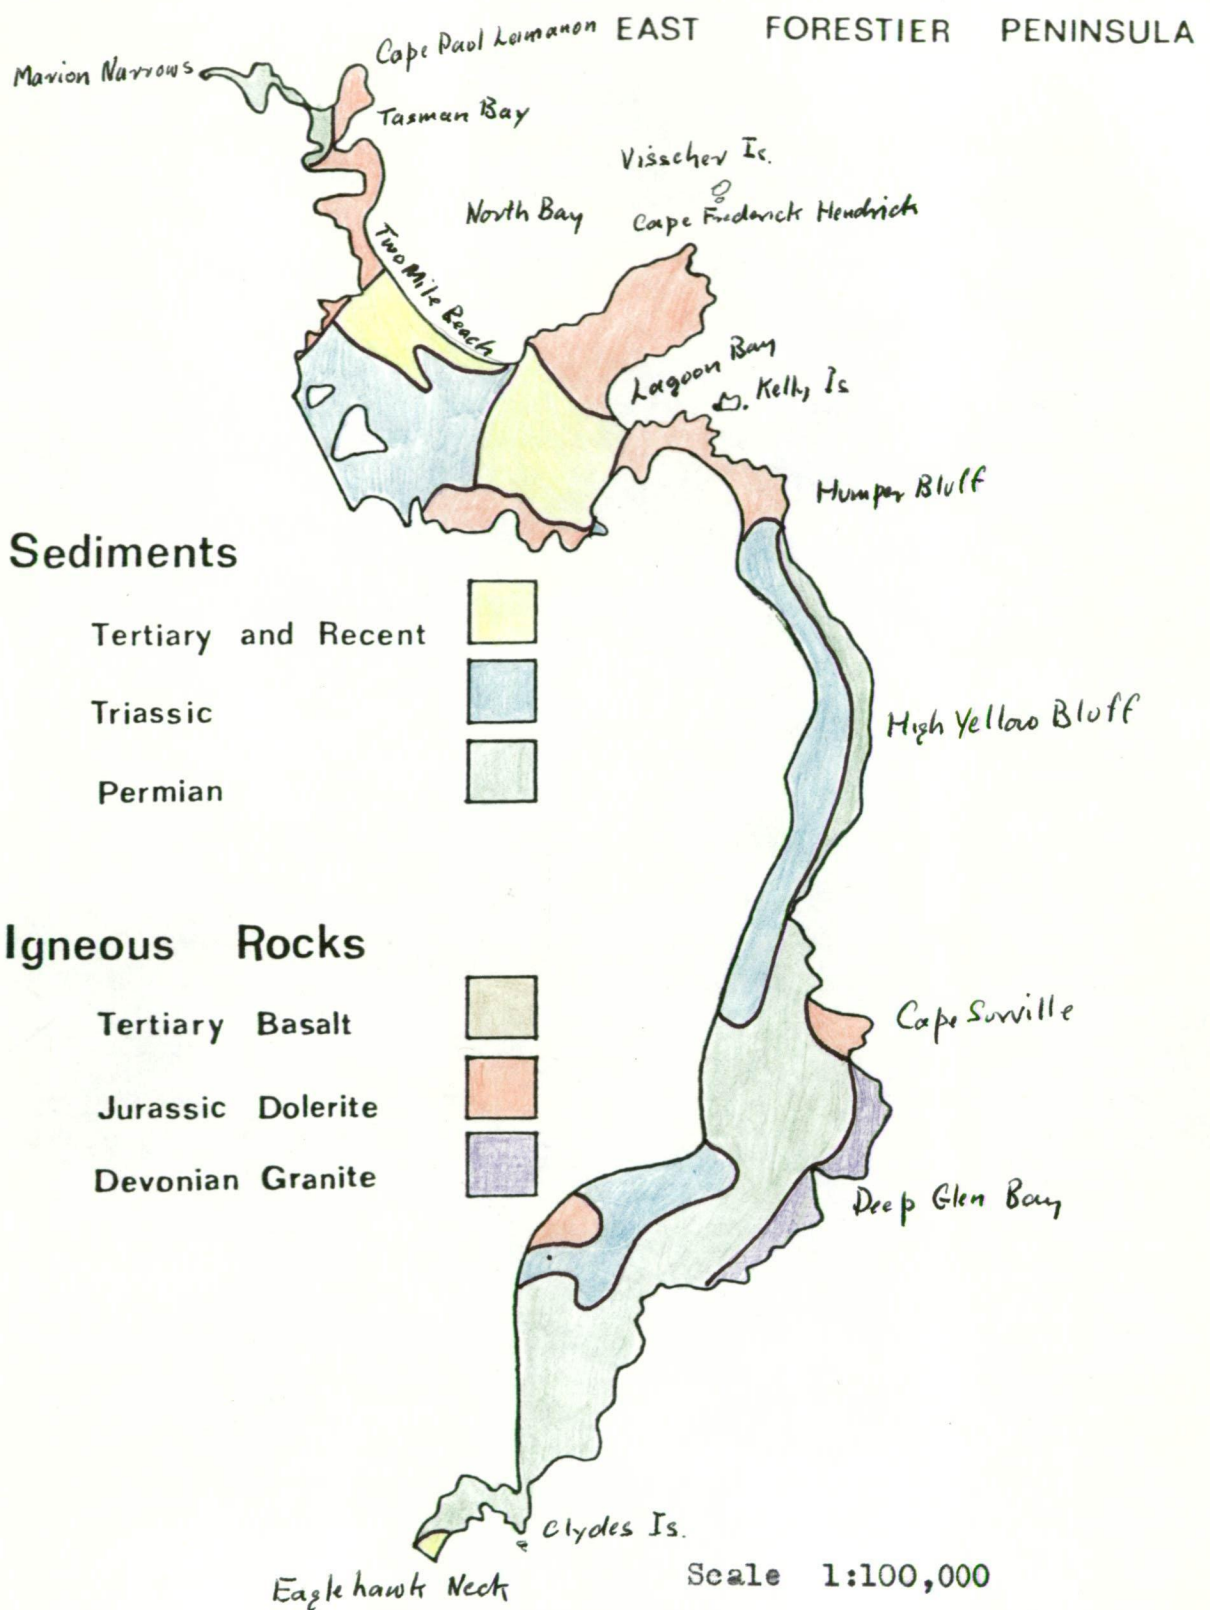 EAST FORESTIER PENINSULA
Cape Paul Lamanon
Marion Narrows
Tasman Bay
Visscher Is.
North Bay
Cape Frederick Hendrick
Two Mile Beach
Lagoon Bay
Kelly Is
Humper Bluff
Sediments
Tertiary and Recent
Triassic
Permian
High Yellow Bluff
Igneous Rocks
Tertiary Basalt
Jurassic Dolerite
Devonian Granite
Cape Surville
Deep Glen Bay
Clydes Is.
Eaglehawk Neck
Scale 1:100,000